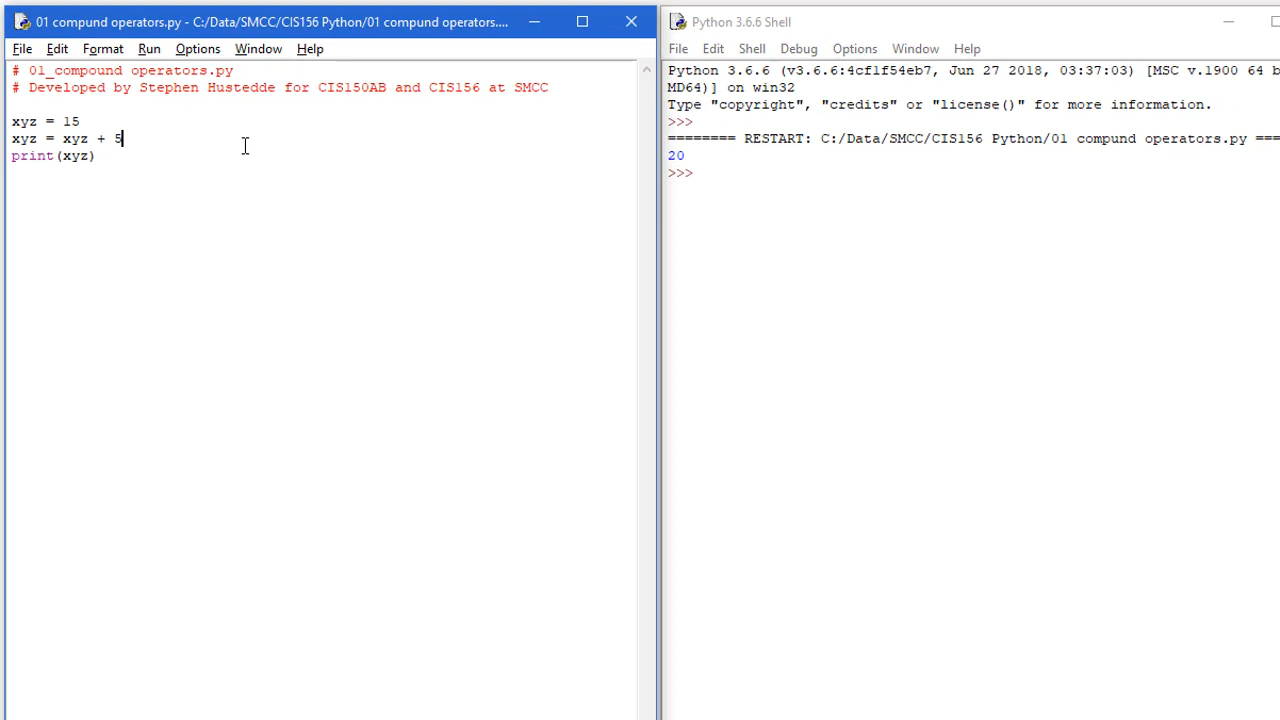 01 compund operators.py - C:/Data/SMCC/CIS156 Python/01 compund operators....
File Edit Format Run Options Window Help
# 01_compound operators.py
# Developed by Stephen Hustedde for CIS150AB and CIS156 at SMCC
xyz = 15
xyz = xyz + 5
print(xyz)
Python 3.6.6 Shell
File Edit Shell Debug Options Window Help
Python 3.6.6 (v3.6.6:4cf1f54eb7, Jun 27 2018, 03:37:03) [MSC v.1900 64 b
MD64)] on win32
Type "copyright", "credits" or "license()" for more information.
>>>
======== RESTART: C:/Data/SMCC/CIS156 Python/01 compund operators.py ===
20
>>>